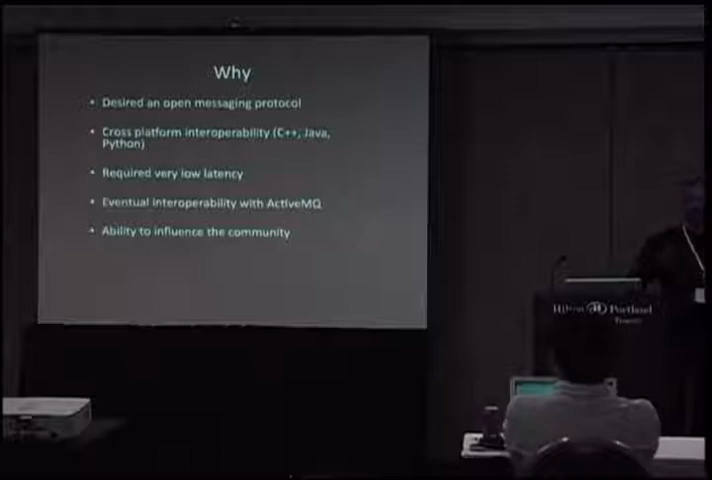 Why
• Desired an open messaging protocol
• Cross platform interoperability (C++, Java,
Python)
• Required very low latency
• Eventual interoperability with ActiveMQ
• Ability to influence the community
Hilton Portland